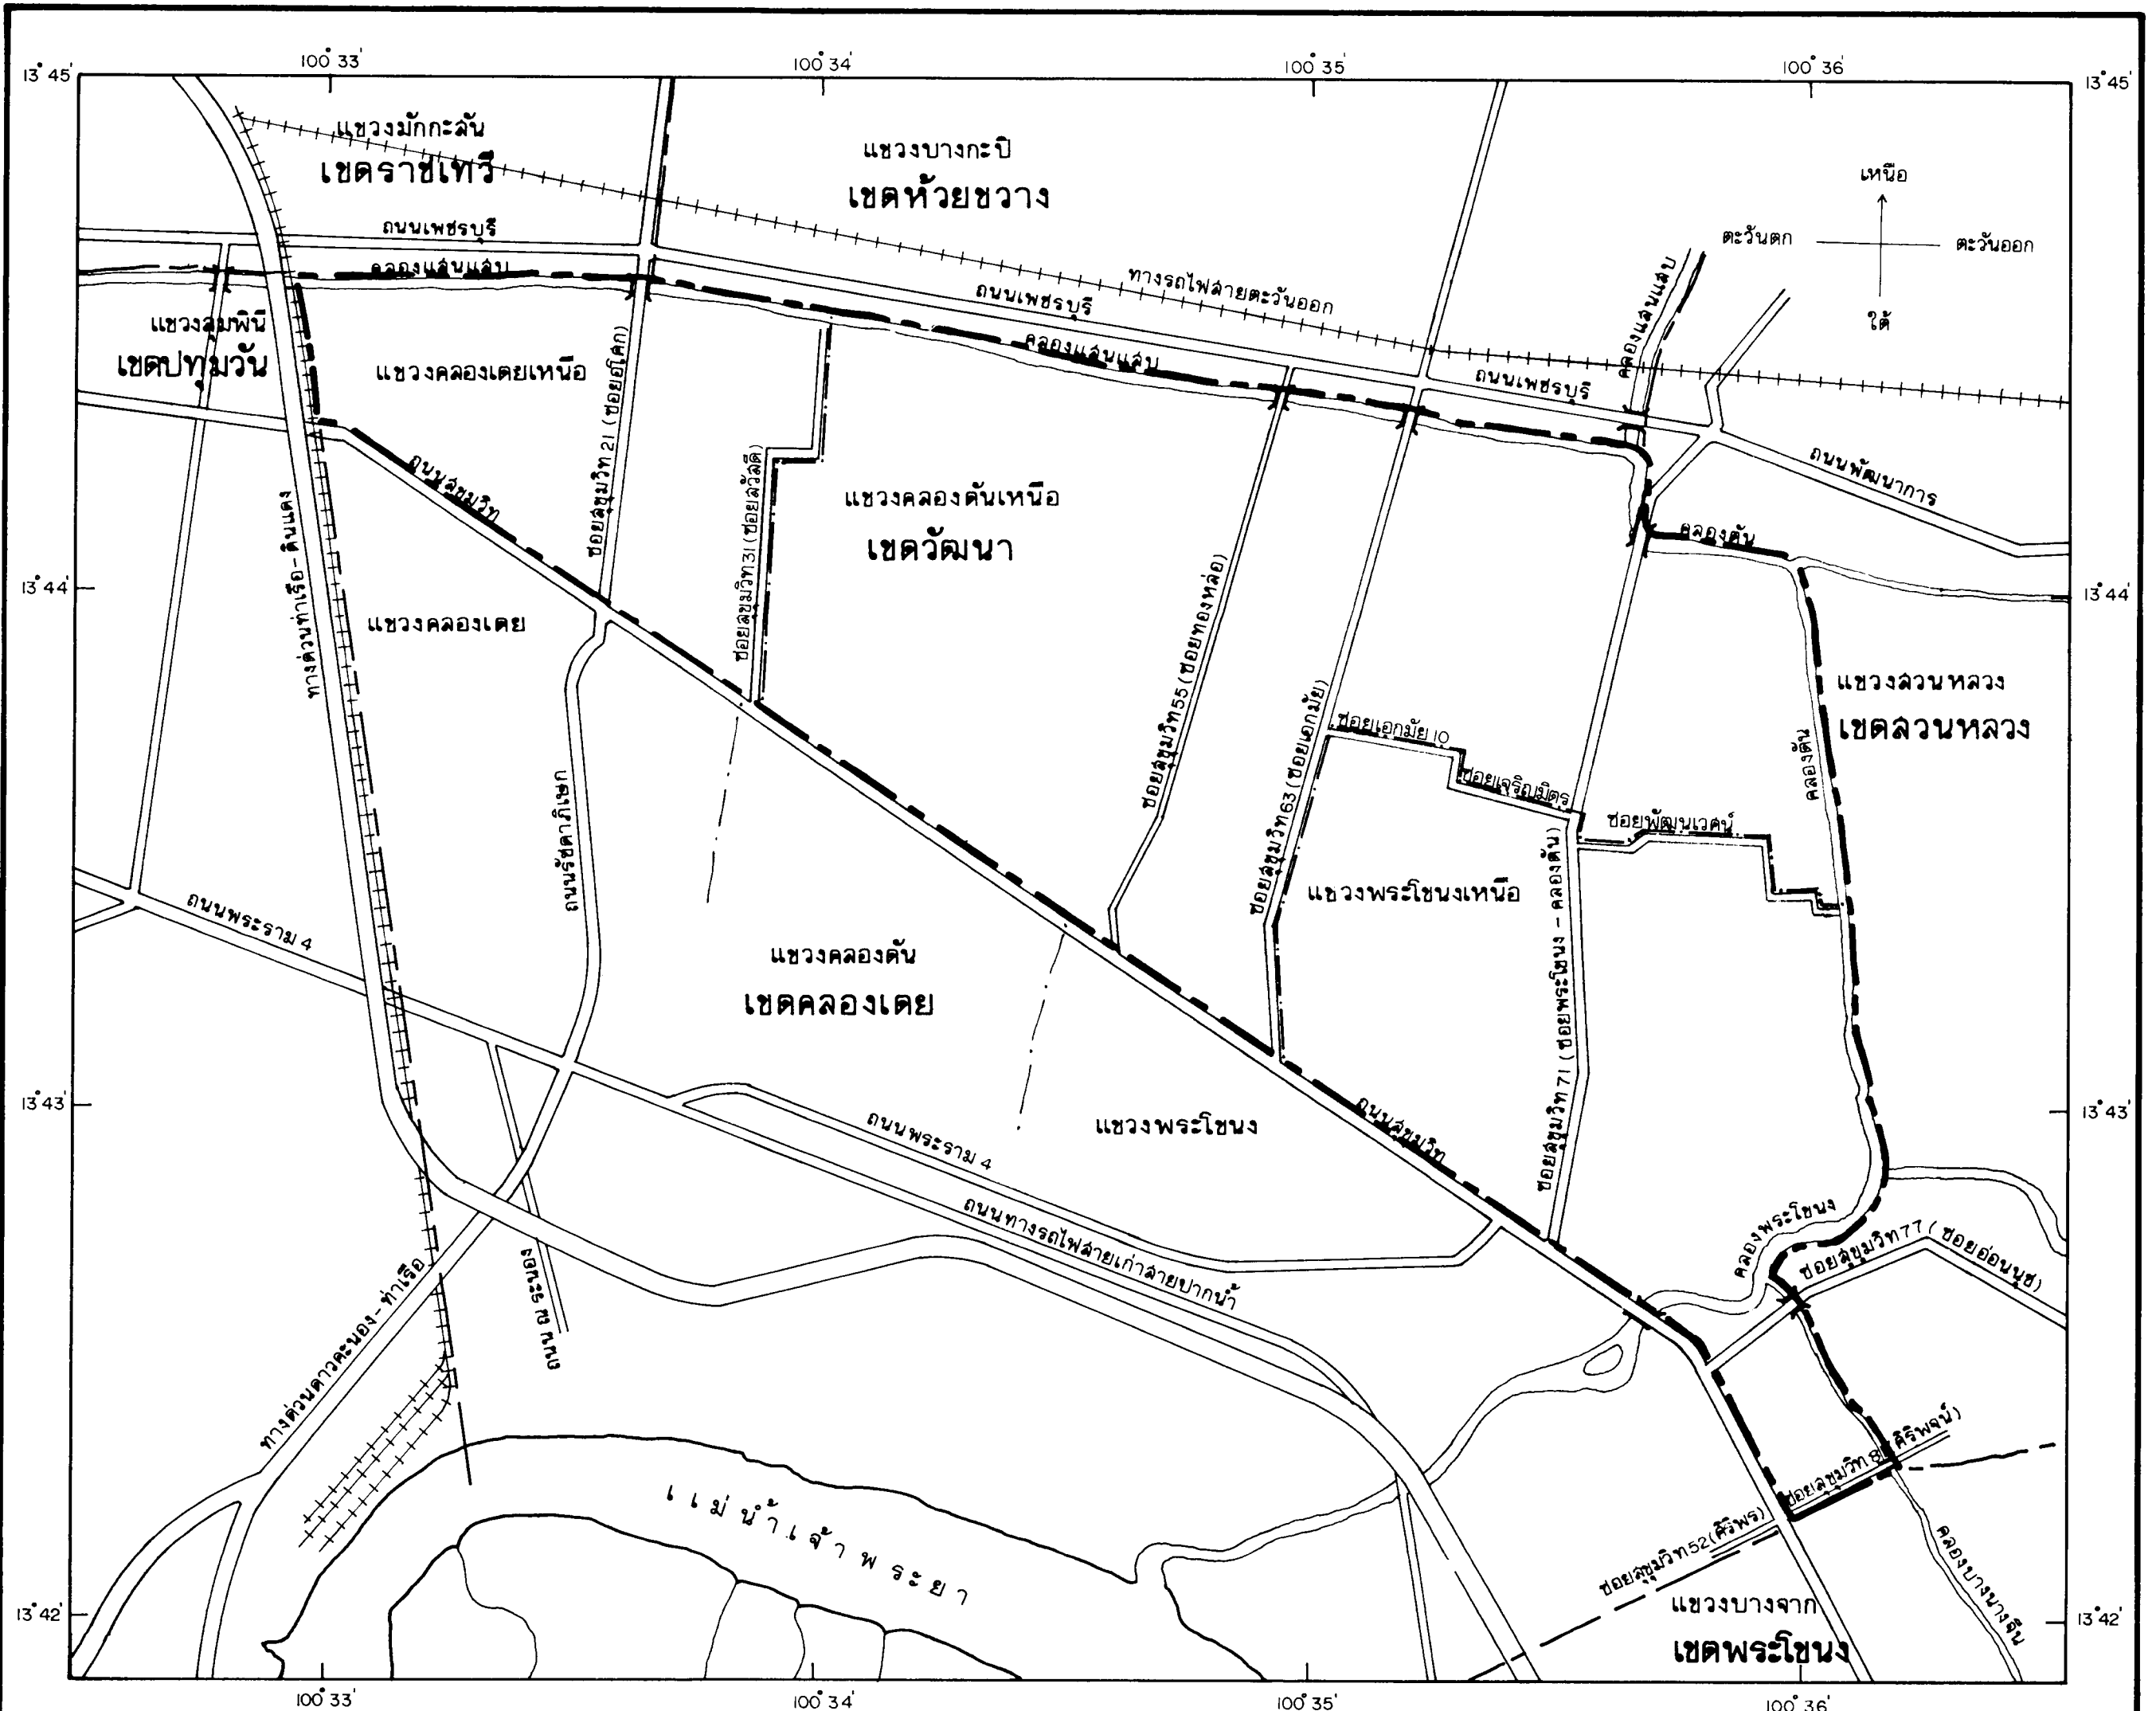 100° 33'
100° 34'
100° 35'
100° 36'
13° 45'
13° 45'
แขวงมักกะสัน
เขตราชเทวี
แขวงบางกะปิ
เขตห้วยขวาง
เหนือ
ตะวันตก
ตะวันออก
ใต้
ถนนเพชรบุรี
คลองแสนแสบ
ทางรถไฟสายตะวันออก
ถนนเพชรบุรี
คลองแสนแสบ
คลองแสนแสบ
ถนนเพชรบุรี
แขวงลุมพินี
เขตปทุมวัน
แขวงคลองเตยเหนือ
ซอยสุขุมวิท 21 (ซอยอโศก)
ถนนสุขุมวิท
ซอยสุขุมวิท 31 (ซอยสวัสดี)
แขวงคลองตันเหนือ
เขตวัฒนา
ถนนพัฒนาการ
คลองตัน
ทางด่วนท่าเรือ-ดินแดง
13° 44'
13° 44'
แขวงคลองเตย
ซอยสุขุมวิท 55 (ซอยทองหล่อ)
ซอยสุขุมวิท 63 (ซอยเอกมัย)
แขวงสวนหลวง
เขตสวนหลวง
คลองตัน
ซอยเอกมัย 10
ซอยเจริญมิตร
ซอยพัฒนเวศน์
ถนนรัชดาภิเษก
แขวงพระโขนงเหนือ
ซอยสุขุมวิท 71 (ซอยพระโขนง - คลองตัน)
ถนนพระราม 4
แขวงคลองตัน
เขตคลองเตย
13° 43'
13° 43'
แขวงพระโขนง
ถนนพระราม 4
ถนนสุขุมวิท
ถนนทางรถไฟสายเก่าสายปากน้ำ
คลองพระโขนง
ซอยสุขุมวิท 77 (ซอยอ่อนนุช)
ทางด่วนดาวคะนอง-ท่าเรือ
ถนน ณ ระนอง
ซอยสุขุมวิท 81 (ศิริพจน์)
แม่น้ำเจ้าพระยา
ซอยสุขุมวิท 52 (ศิริพร)
คลองบางนางจีน
แขวงบางจาก
เขตพระโขนง
13° 42'
13° 42'
100° 33'
100° 34'
100° 35'
100° 36'